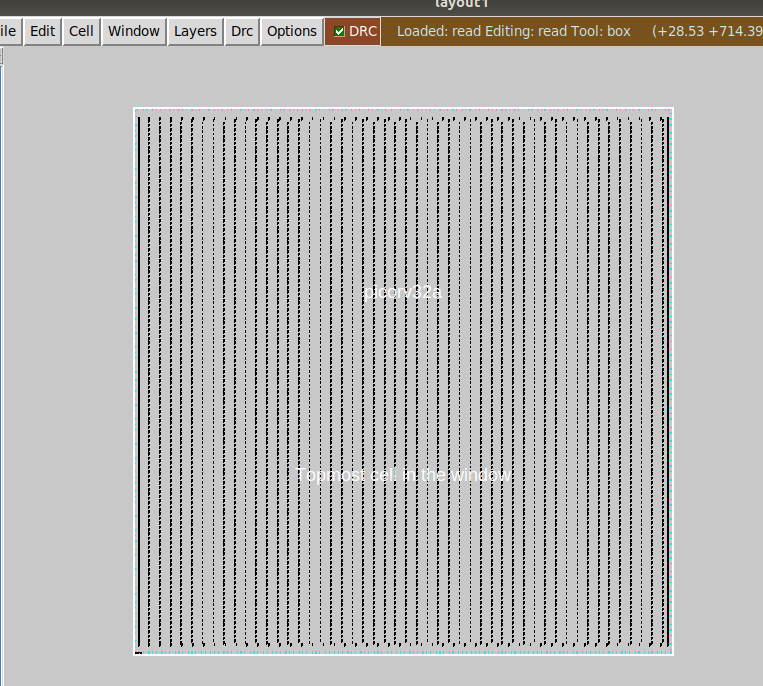 layout1
ile Edit Cell Window Layers Drc Options DRC Loaded: read Editing: read Tool: box (+28.53 +714.39
picorv32a
Topmost cell in the window